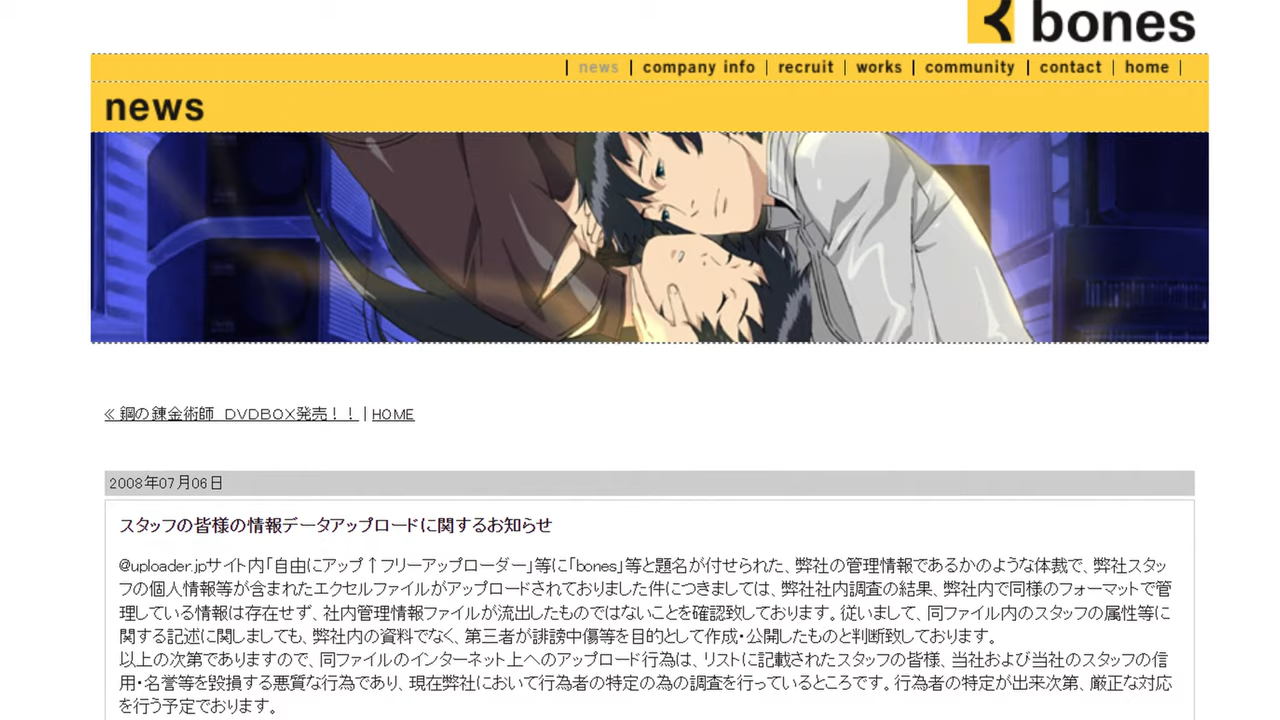 bones
| news | company info | recruit | works | community | contact | home |
news
≪ 鋼の錬金術師　DVDBOX発売！！ | HOME
2008年07月06日
スタッフの皆様の情報データアップロードに関するお知らせ
@uploader.jpサイト内「自由にアップ↑フリーアップローダー」等に「bones」等と題名が付せられた、弊社の管理情報であるかのような体裁で、弊社スタッ
フの個人情報等が含まれたエクセルファイルがアップロードされておりました件につきましては、弊社社内調査の結果、弊社内で同様のフォーマットで管
理している情報は存在せず、社内管理情報ファイルが流出したものではないことを確認致しております。従いまして、同ファイル内のスタッフの属性等に
関する記述に関しましても、弊社内の資料でなく、第三者が誹謗中傷等を目的として作成・公開したものと判断致しております。
以上の次第でありますので、同ファイルのインターネット上へのアップロード行為は、リストに記載されたスタッフの皆様、当社および当社のスタッフの信
用・名誉等を毀損する悪質な行為であり、現在弊社において行為者の特定の為の調査を行っているところです。行為者の特定が出来次第、厳正な対応
を行う予定でおります。